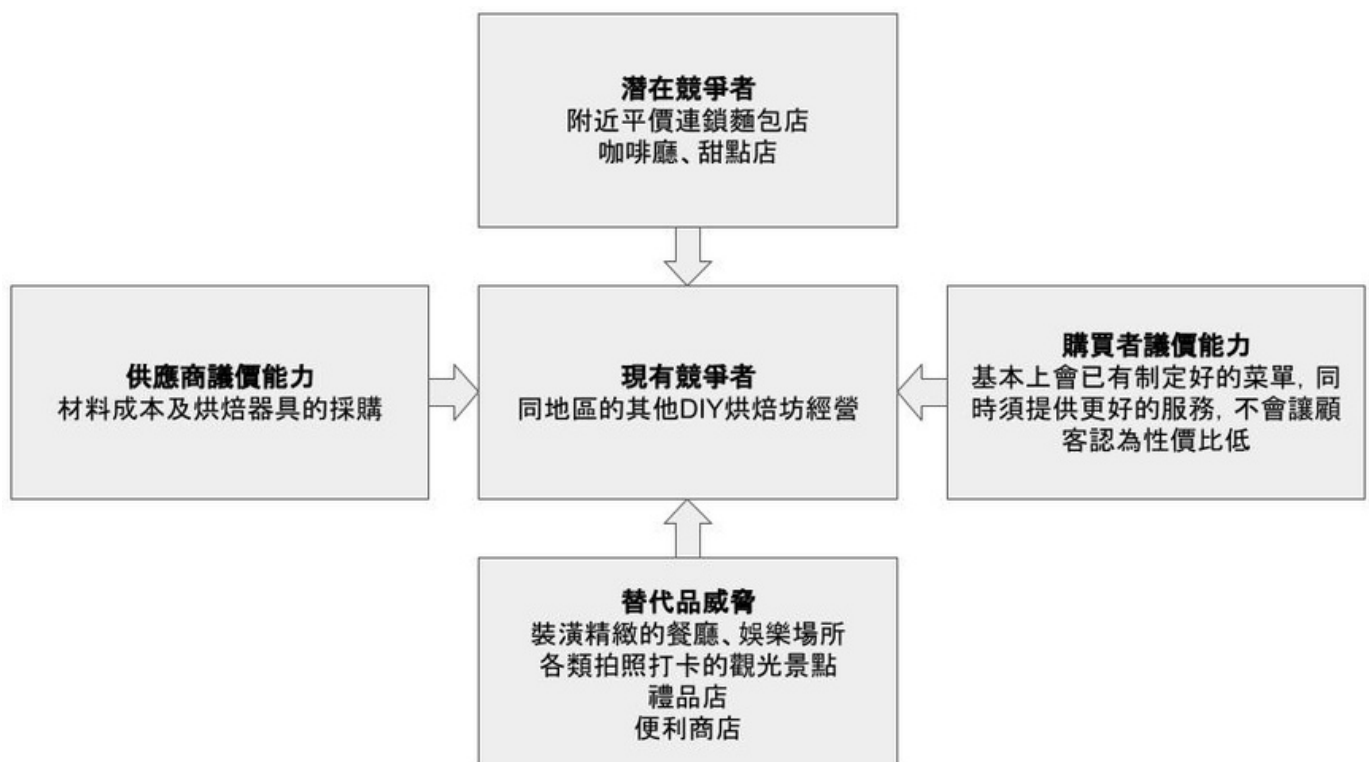 潛在競爭者
附近平價連鎖麵包店
咖啡廳、甜點店
供應商議價能力
材料成本及烘焙器具的採購
現有競爭者
同地區的其他DIY烘焙坊經營
購買者議價能力
基本上會已有制定好的菜單, 同
時須提供更好的服務, 不會讓顧
客認為性價比低
替代品威脅
裝潢精緻的餐廳、娛樂場所
各類拍照打卡的觀光景點
禮品店
便利商店